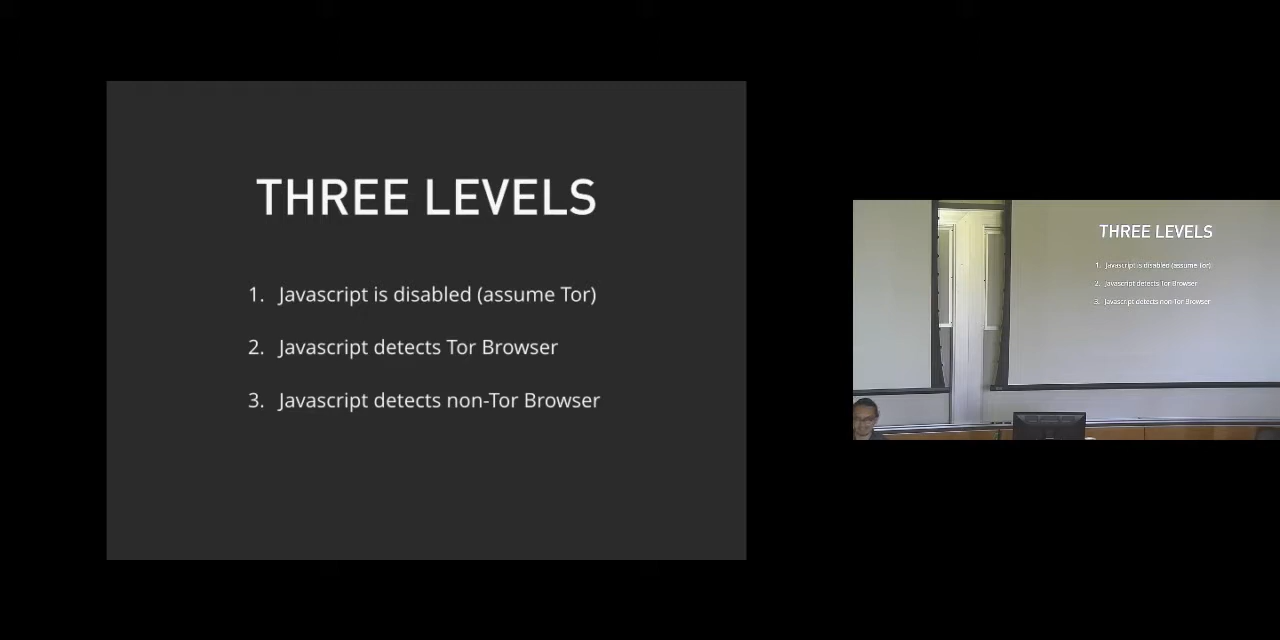 THREE LEVELS
1. Javascript is disabled (assume Tor)
2. Javascript detects Tor Browser
3. Javascript detects non-Tor Browser
THREE LEVELS
1. Javascript is disabled (assume Tor)
2. Javascript detects Tor Browser
3. Javascript detects non-Tor Browser